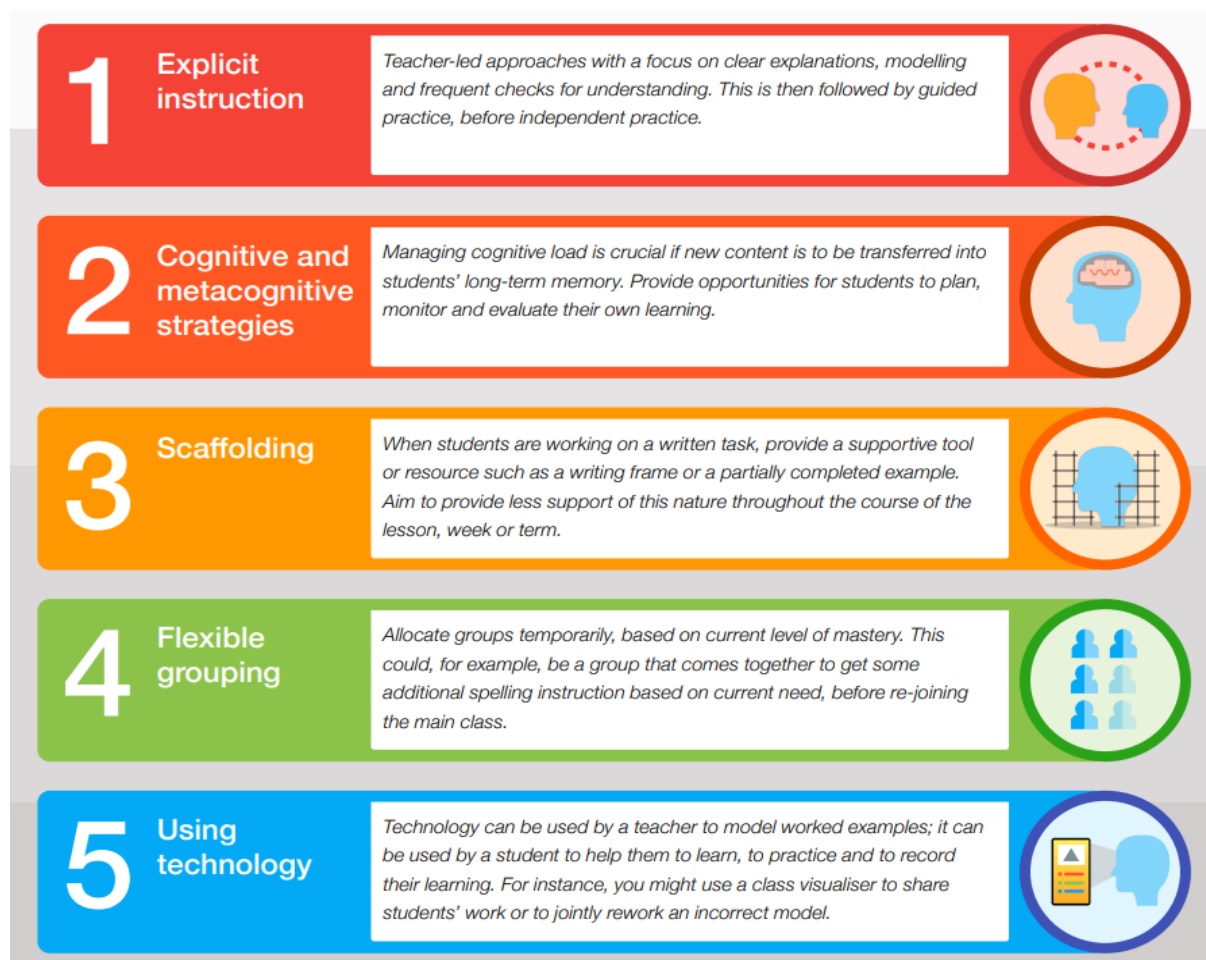 1
Explicit
instruction
Teacher-led approaches with a focus on clear explanations, modelling
and frequent checks for understanding. This is then followed by guided
practice, before independent practice.
2
Cognitive and
metacognitive
strategies
Managing cognitive load is crucial if new content is to be transferred into
students' long-term memory. Provide opportunities for students to plan,
monitor and evaluate their own learning.
3
Scaffolding
When students are working on a written task, provide a supportive tool
or resource such as a writing frame or a partially completed example.
Aim to provide less support of this nature throughout the course of the
lesson, week or term.
4
Flexible
grouping
Allocate groups temporarily, based on current level of mastery. This
could, for example, be a group that comes together to get some
additional spelling instruction based on current need, before re-joining
the main class.
5
Using
technology
Technology can be used by a teacher to model worked examples; it can
be used by a student to help them to learn, to practice and to record
their learning. For instance, you might use a class visualiser to share
students' work or to jointly rework an incorrect model.